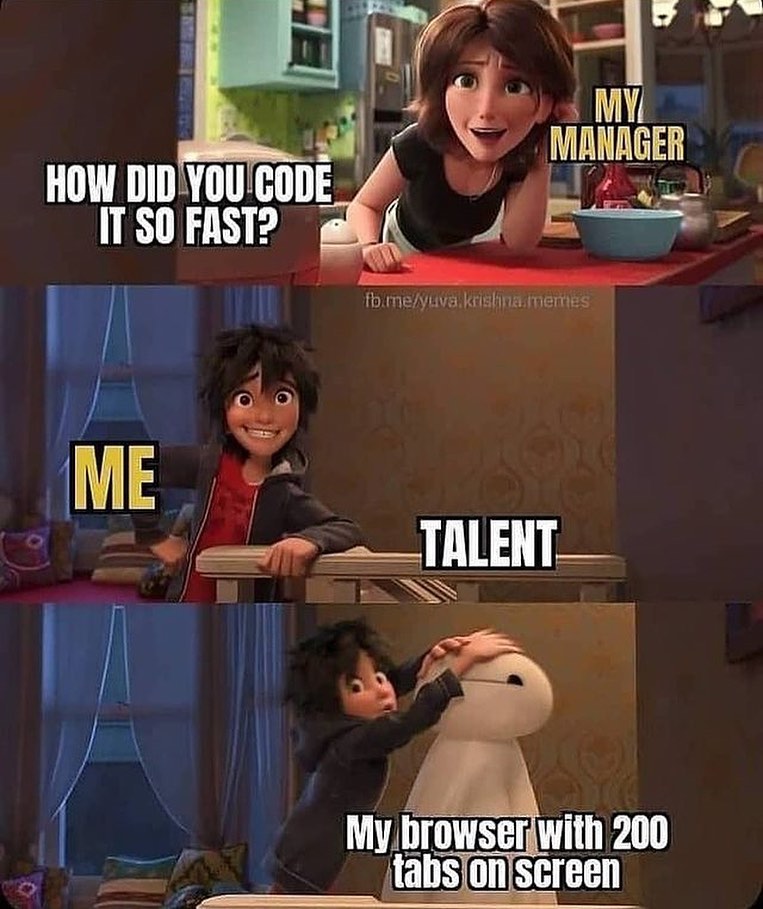 MY
MANAGER
HOW DID YOU CODE
IT SO FAST?
fb.me/yuva.krishna.memes
ME
TALENT
My browser with 200
tabs on screen